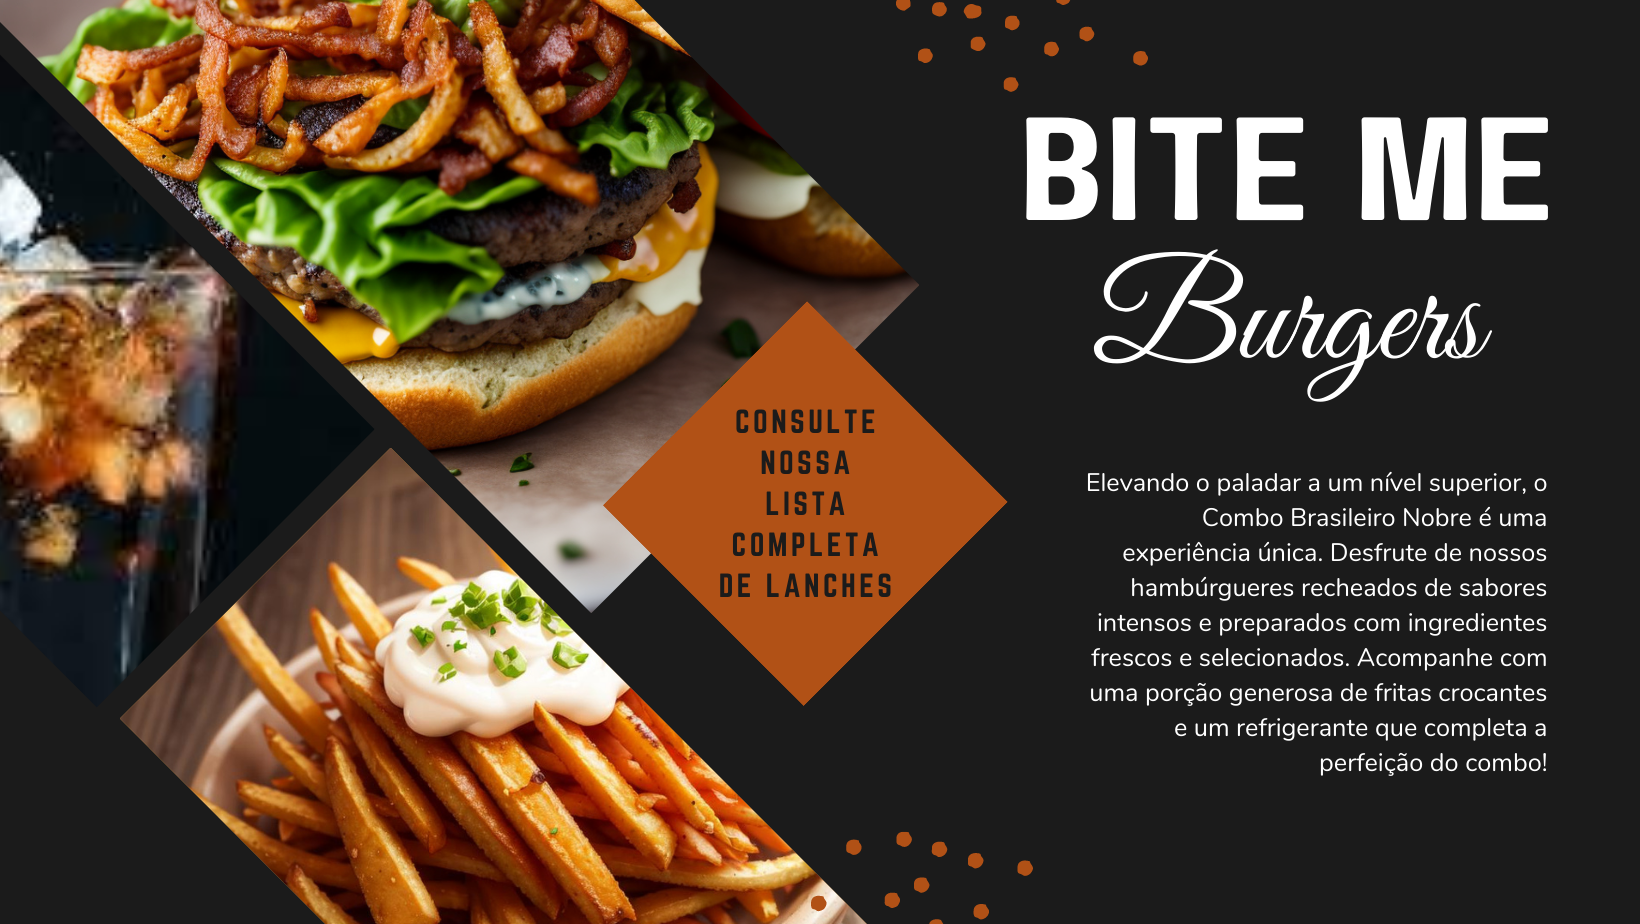 BITE ME
Burgers
CONSULTE
NOSSA
LISTA
COMPLETA
DE LANCHES
Elevando o paladar a um nível superior, o
Combo Brasileiro Nobre é uma
experiência única. Desfrute de nossos
hambúrgueres recheados de sabores
intensos e preparados com ingredientes
frescos e selecionados. Acompanhe com
uma porção generosa de fritas crocantes
e um refrigerante que completa a
perfeição do combo!